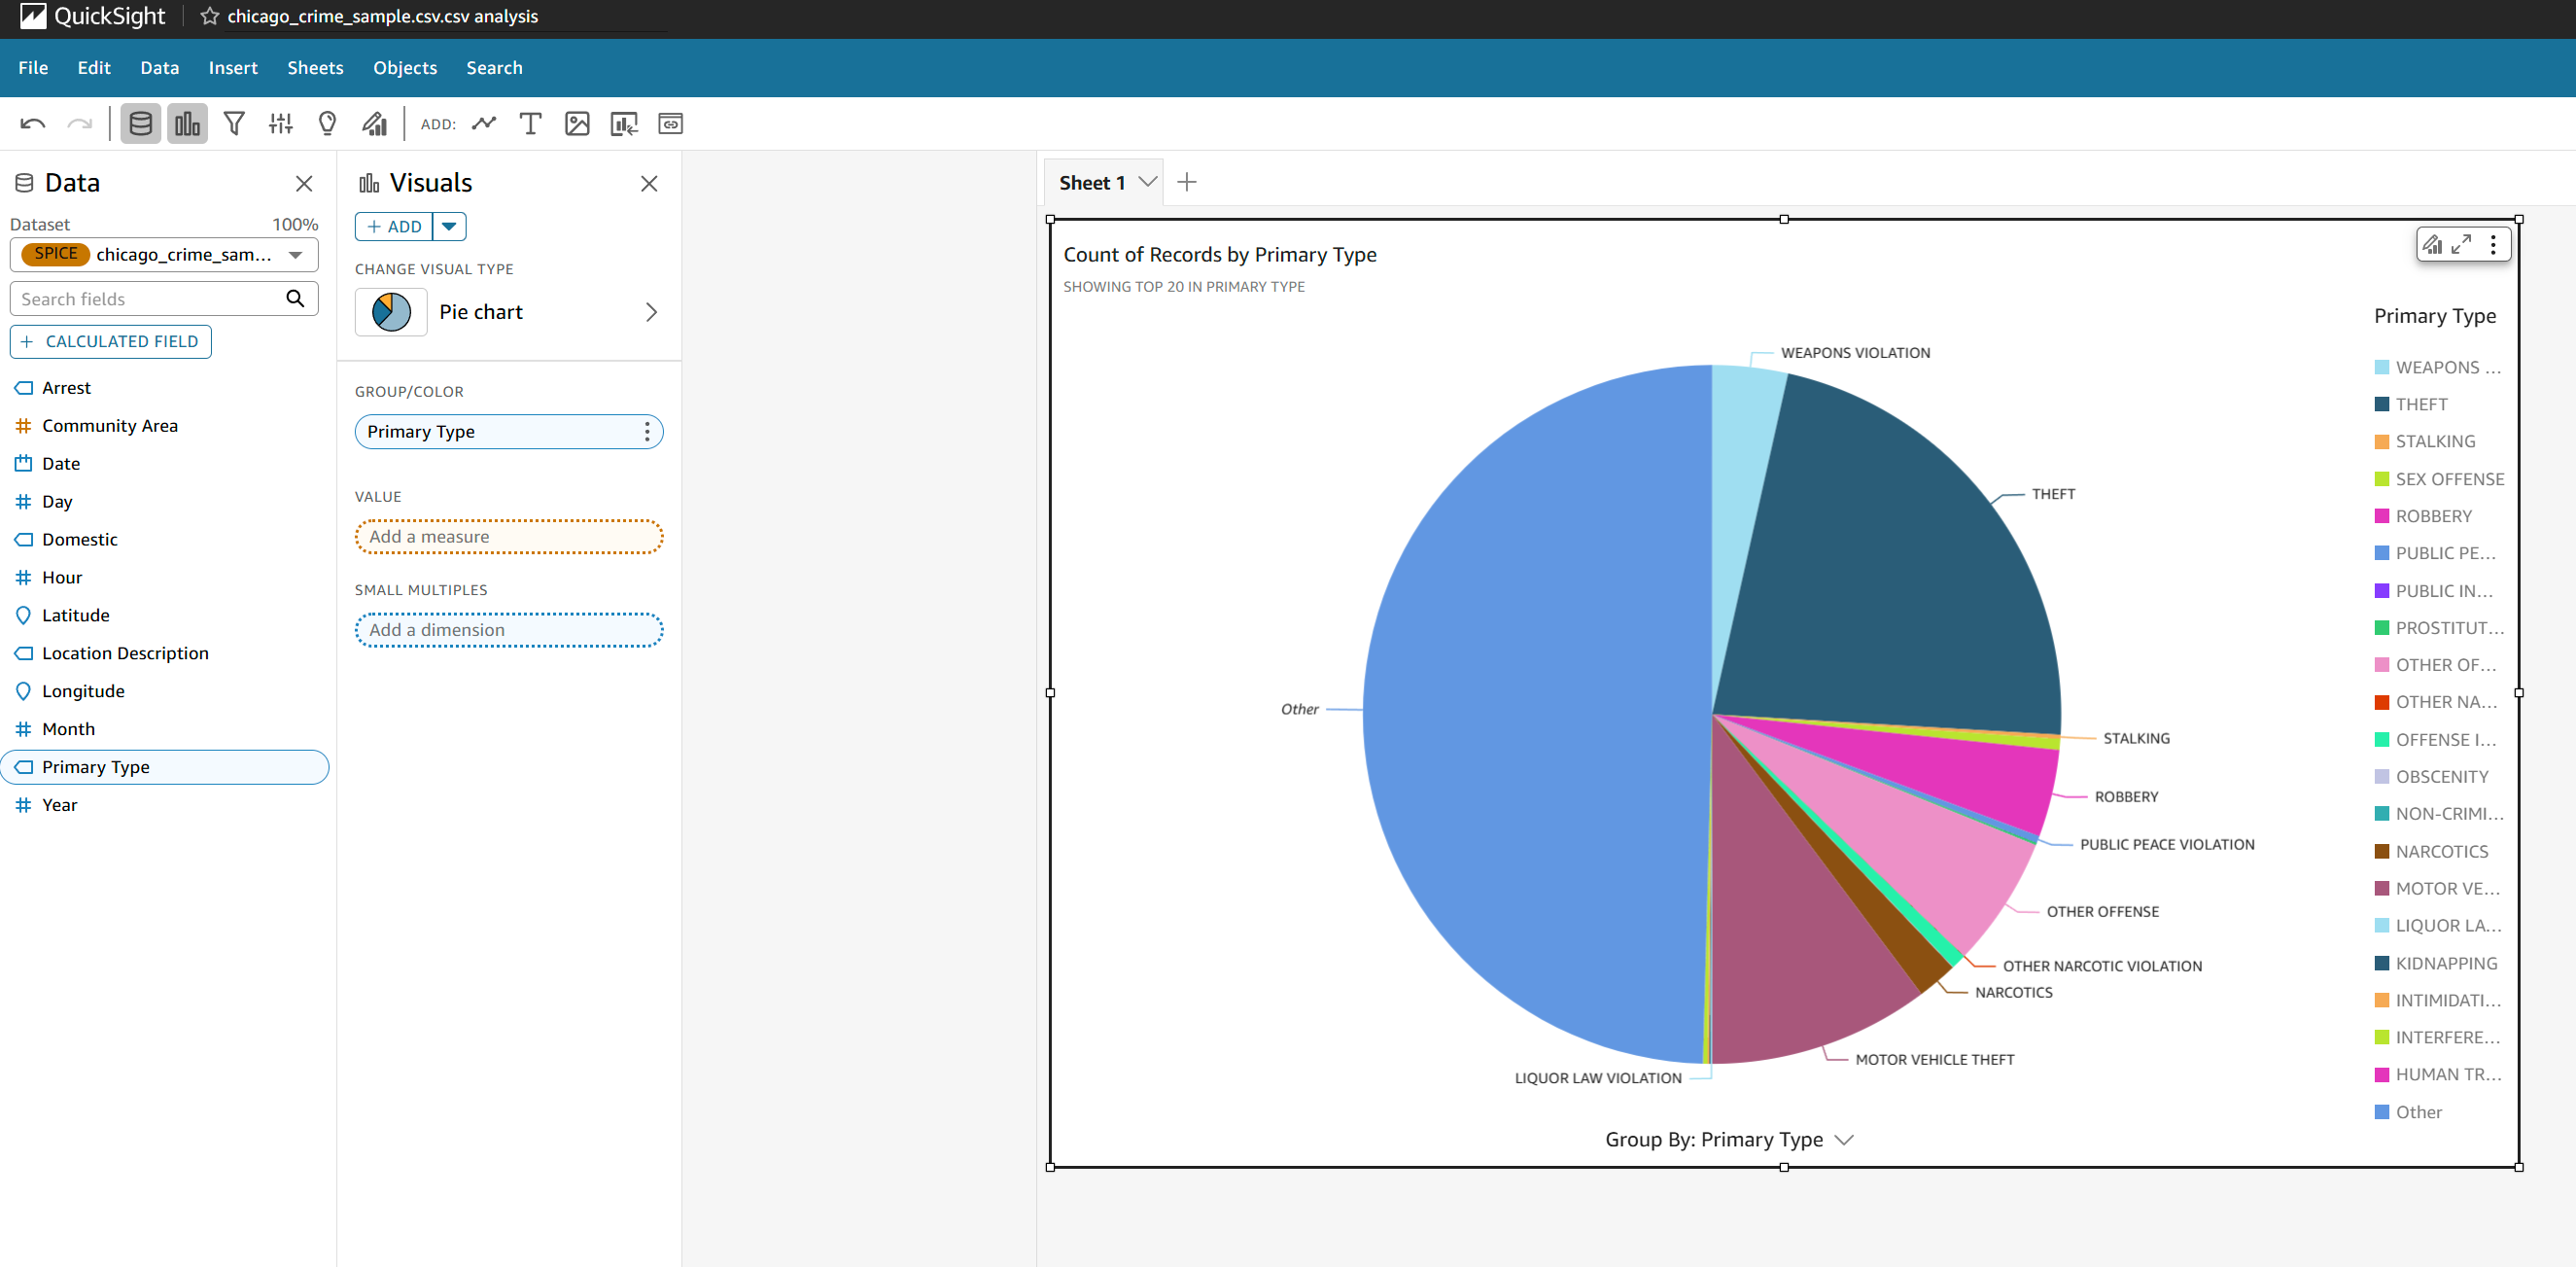 QuickSight
chicago_crime_sample.csv.csv analysis
File Edit Data Insert Sheets Objects Search
ADD:
Data
Dataset 100%
SPICE chicago_crime_sam...
Search fields
+ CALCULATED FIELD
Arrest
Community Area
Date
Day
Domestic
Hour
Latitude
Location Description
Longitude
Month
Primary Type
Year
Visuals
+ ADD
CHANGE VISUAL TYPE
Pie chart
GROUP/COLOR
Primary Type
VALUE
Add a measure
SMALL MULTIPLES
Add a dimension
Sheet 1
Count of Records by Primary Type
SHOWING TOP 20 IN PRIMARY TYPE
WEAPONS VIOLATION
THEFT
STALKING
ROBBERY
PUBLIC PEACE VIOLATION
OTHER OFFENSE
OTHER NARCOTIC VIOLATION
NARCOTICS
MOTOR VEHICLE THEFT
LIQUOR LAW VIOLATION
Other
Group By: Primary Type
Primary Type
WEAPONS ...
THEFT
STALKING
SEX OFFENSE
ROBBERY
PUBLIC PE...
PUBLIC IN...
PROSTITUT...
OTHER OF...
OTHER NA...
OFFENSE I...
OBSCENITY
NON-CRIMI...
NARCOTICS
MOTOR VE...
LIQUOR LA...
KIDNAPPING
INTIMIDATI...
INTERFERE...
HUMAN TR...
Other